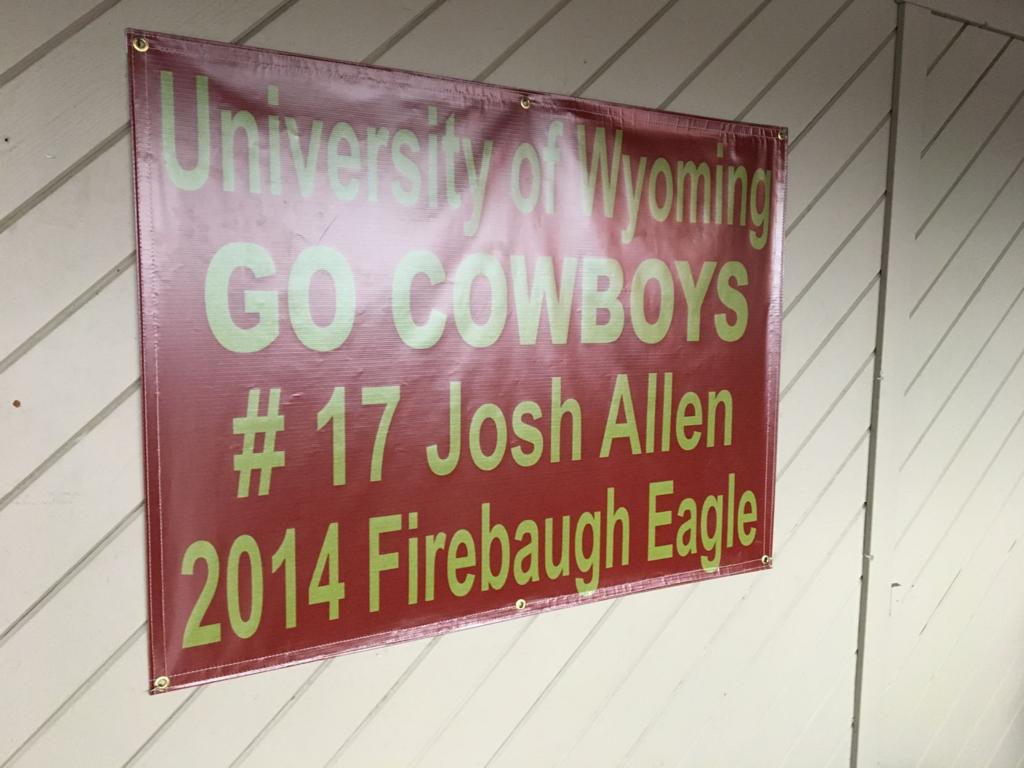 University of Wyoming
GO COWBOYS
# 17 Josh Allen
2014 Firebaugh Eagle